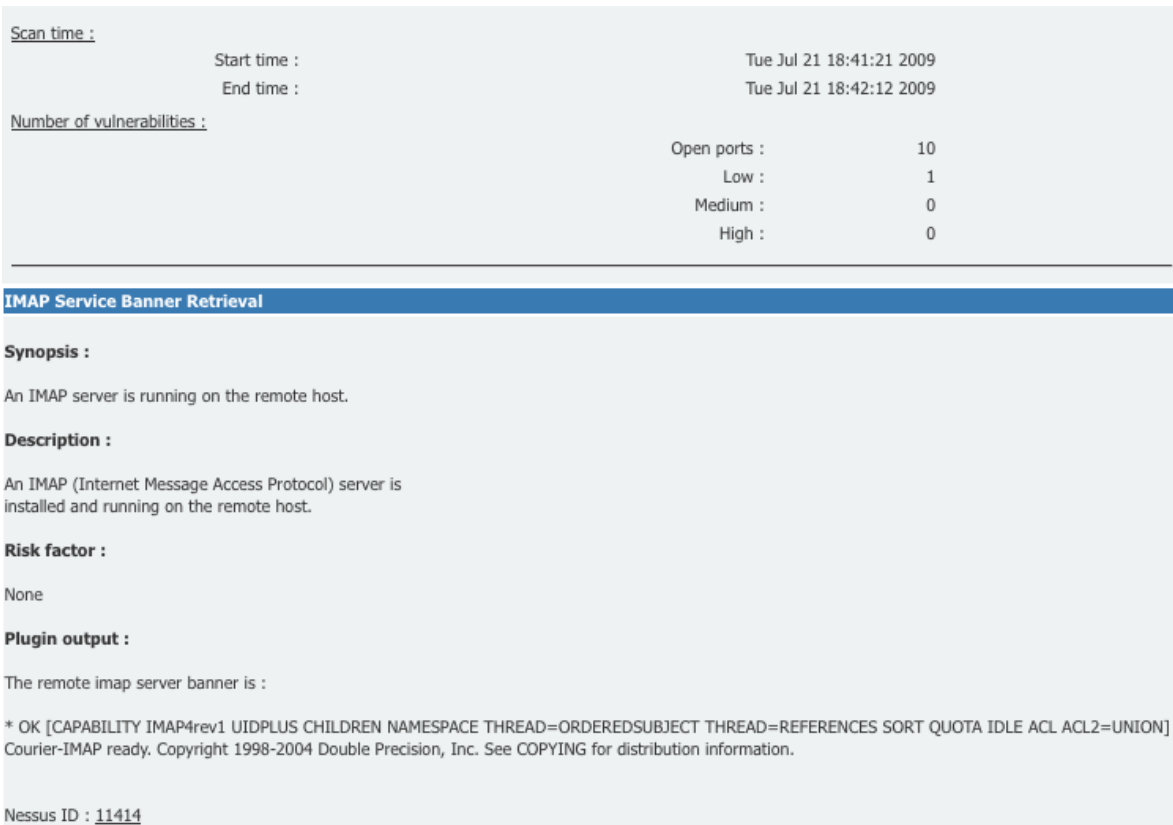 Scan time :
Start time : Tue Jul 21 18:41:21 2009
End time : Tue Jul 21 18:42:12 2009
Number of vulnerabilities :
Open ports : 10
Low : 1
Medium : 0
High : 0
IMAP Service Banner Retrieval
Synopsis :
An IMAP server is running on the remote host.
Description :
An IMAP (Internet Message Access Protocol) server is
installed and running on the remote host.
Risk factor :
None
Plugin output :
The remote imap server banner is :
* OK [CAPABILITY IMAP4rev1 UIDPLUS CHILDREN NAMESPACE THREAD=ORDEREDSUBJECT THREAD=REFERENCES SORT QUOTA IDLE ACL ACL2=UNION]
Courier-IMAP ready. Copyright 1998-2004 Double Precision, Inc. See COPYING for distribution information.
Nessus ID : 11414